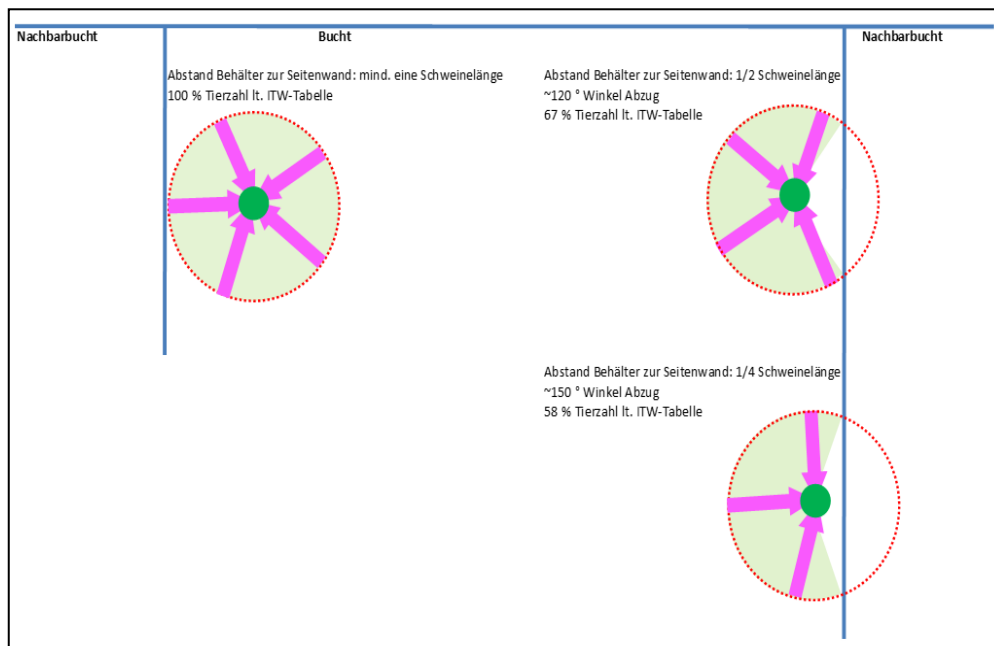 Nachbarbucht
Bucht
Nachbarbucht
Abstand Behälter zur Seitenwand: mind. eine Schweinelänge
100 % Tierzahl lt. ITW-Tabelle
Abstand Behälter zur Seitenwand: 1/2 Schweinelänge
~120 ° Winkel Abzug
67 % Tierzahl lt. ITW-Tabelle
Abstand Behälter zur Seitenwand: 1/4 Schweinelänge
~150 ° Winkel Abzug
58 % Tierzahl lt. ITW-Tabelle